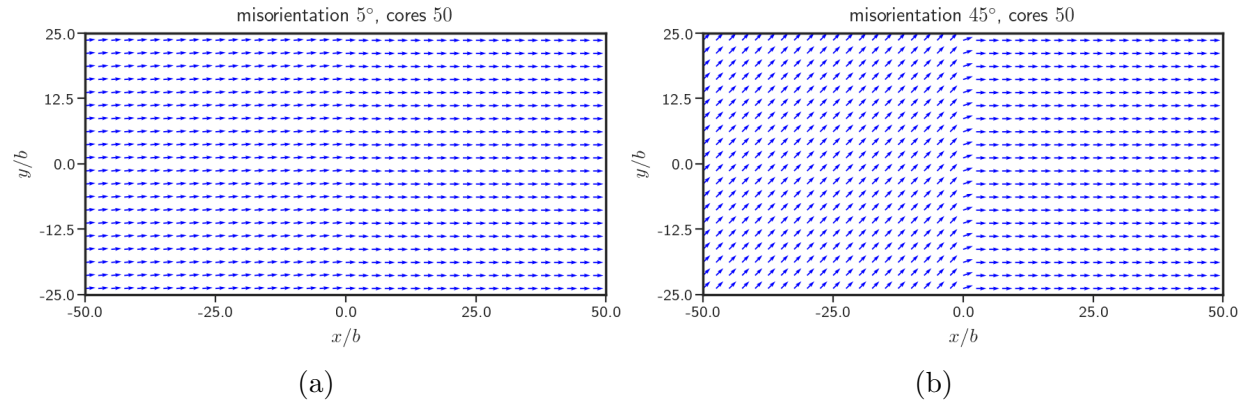 misorientation 5°, cores 50
25.0
12.5
0.0
-12.5
-25.0
y/b
-50.0 -25.0 0.0 25.0 50.0
x/b
(a)
misorientation 45°, cores 50
25.0
12.5
0.0
-12.5
-25.0
y/b
-50.0 -25.0 0.0 25.0 50.0
x/b
(b)